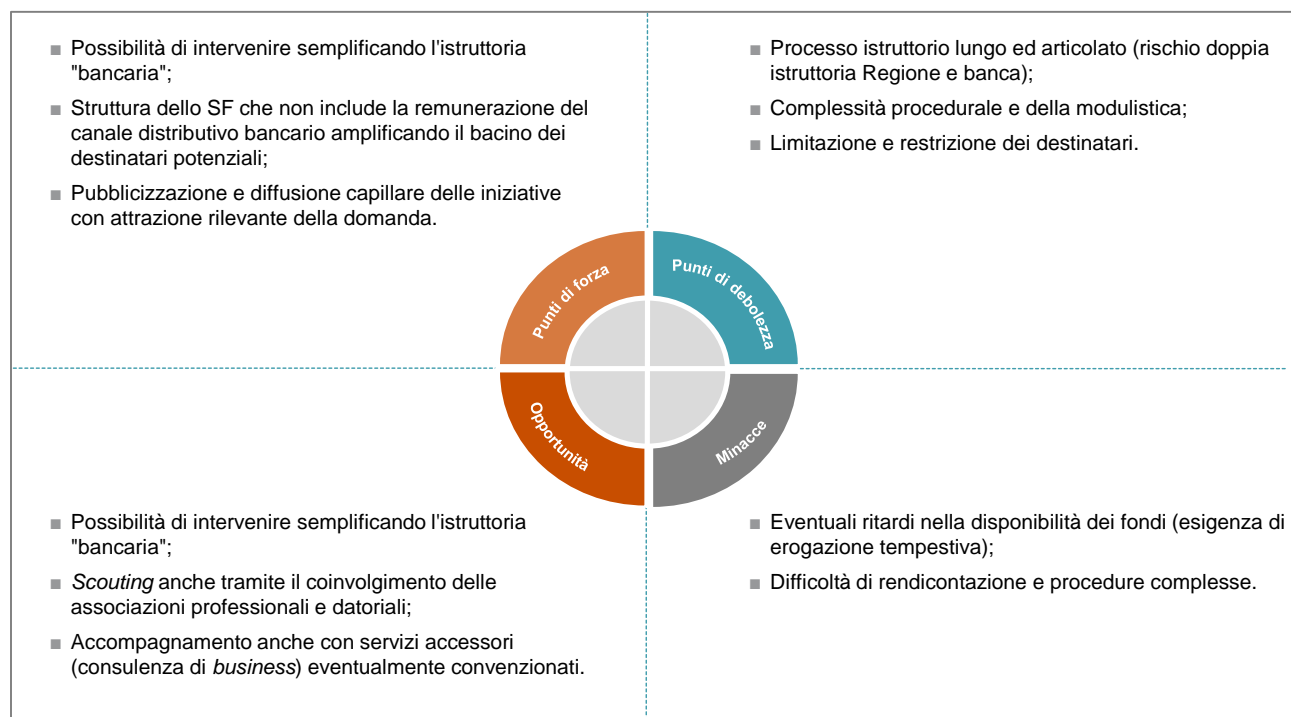 ■ Possibilità di intervenire semplificando l'istruttoria
"bancaria";
■ Struttura dello SF che non include la remunerazione del
canale distributivo bancario amplificando il bacino dei
destinatari potenziali;
■ Pubblicizzazione e diffusione capillare delle iniziative
con attrazione rilevante della domanda.
■ Processo istruttorio lungo ed articolato (rischio doppia
istruttoria Regione e banca);
■ Complessità procedurale e della modulistica;
■ Limitazione e restrizione dei destinatari.
Punti di forza
Punti di debolezza
Opportunità
Minacce
■ Possibilità di intervenire semplificando l'istruttoria
"bancaria";
■ Scouting anche tramite il coinvolgimento delle
associazioni professionali e datoriali;
■ Accompagnamento anche con servizi accessori
(consulenza di business) eventualmente convenzionati.
■ Eventuali ritardi nella disponibilità dei fondi (esigenza di
erogazione tempestiva);
■ Difficoltà di rendicontazione e procedure complesse.